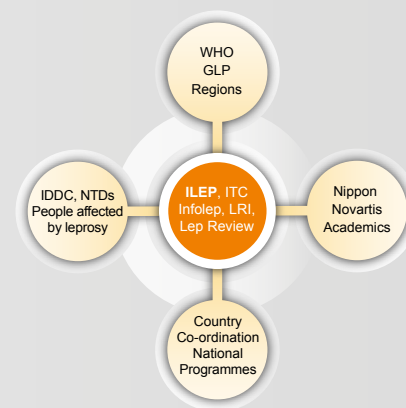 WHO
GLP
Regions
IDDC, NTDs
People affected
by leprosy
ILEP, ITC
Infolep, LRI,
Lep Review
Nippon
Novartis
Academics
Country
Co-ordination
National
Programmes